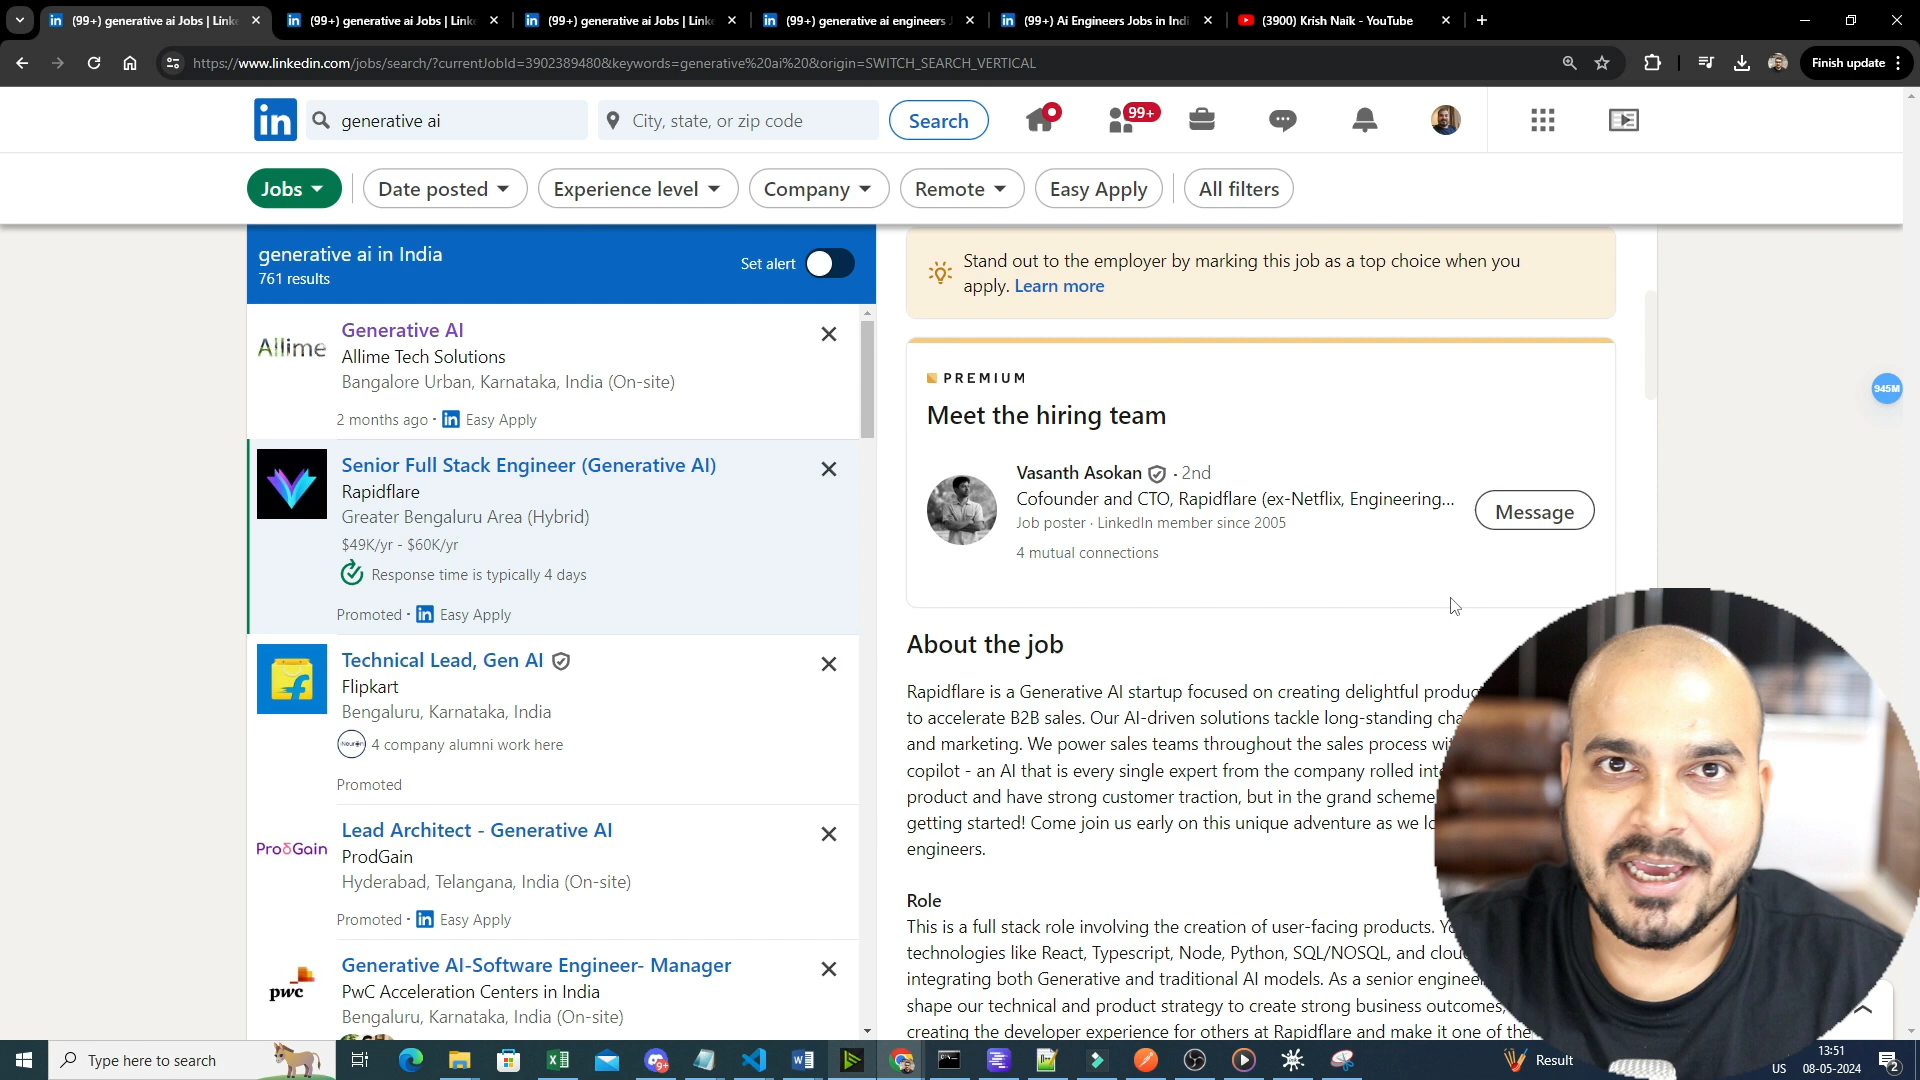 (99+) generative ai Jobs | Linke
(99+) generative ai Jobs | Linke
(99+) generative ai Jobs | Linke
(99+) generative ai engineers J
(99+) Ai Engineers Jobs in Indi
(3900) Krish Naik - YouTube
https://www.linkedin.com/jobs/search/?currentJobId=3902389480&keywords=generative%20ai%20&origin=SWITCH_SEARCH_VERTICAL
Finish update
in
generative ai
City, state, or zip code
Search
99+
Jobs
Date posted
Experience level
Company
Remote
Easy Apply
All filters
generative ai in India
761 results
Set alert
Allime
Generative AI
Allime Tech Solutions
Bangalore Urban, Karnataka, India (On-site)
2 months ago · in Easy Apply
Senior Full Stack Engineer (Generative AI)
Rapidflare
Greater Bengaluru Area (Hybrid)
$49K/yr - $60K/yr
Response time is typically 4 days
Promoted · in Easy Apply
Technical Lead, Gen AI
Flipkart
Bengaluru, Karnataka, India
4 company alumni work here
Promoted
ProdGain
Lead Architect - Generative AI
ProdGain
Hyderabad, Telangana, India (On-site)
Promoted · in Easy Apply
pwc
Generative AI-Software Engineer- Manager
PwC Acceleration Centers in India
Bengaluru, Karnataka, India (On-site)
Stand out to the employer by marking this job as a top choice when you
apply. Learn more
PREMIUM
Meet the hiring team
Vasanth Asokan · 2nd
Cofounder and CTO, Rapidflare (ex-Netflix, Engineering...
Job poster · LinkedIn member since 2005
4 mutual connections
Message
945M
About the job
Rapidflare is a Generative AI startup focused on creating delightful produc
to accelerate B2B sales. Our AI-driven solutions tackle long-standing cha
and marketing. We power sales teams throughout the sales process wi
copilot - an AI that is every single expert from the company rolled int
product and have strong customer traction, but in the grand scheme
getting started! Come join us early on this unique adventure as we lo
engineers.
Role
This is a full stack role involving the creation of user-facing products. Yo
technologies like React, Typescript, Node, Python, SQL/NOSQL, and clou
integrating both Generative and traditional AI models. As a senior enginee
shape our technical and product strategy to create strong business outcomes,
creating the developer experience for others at Rapidflare and make it one of the
Type here to search
Result
US
13:51
08-05-2024
2